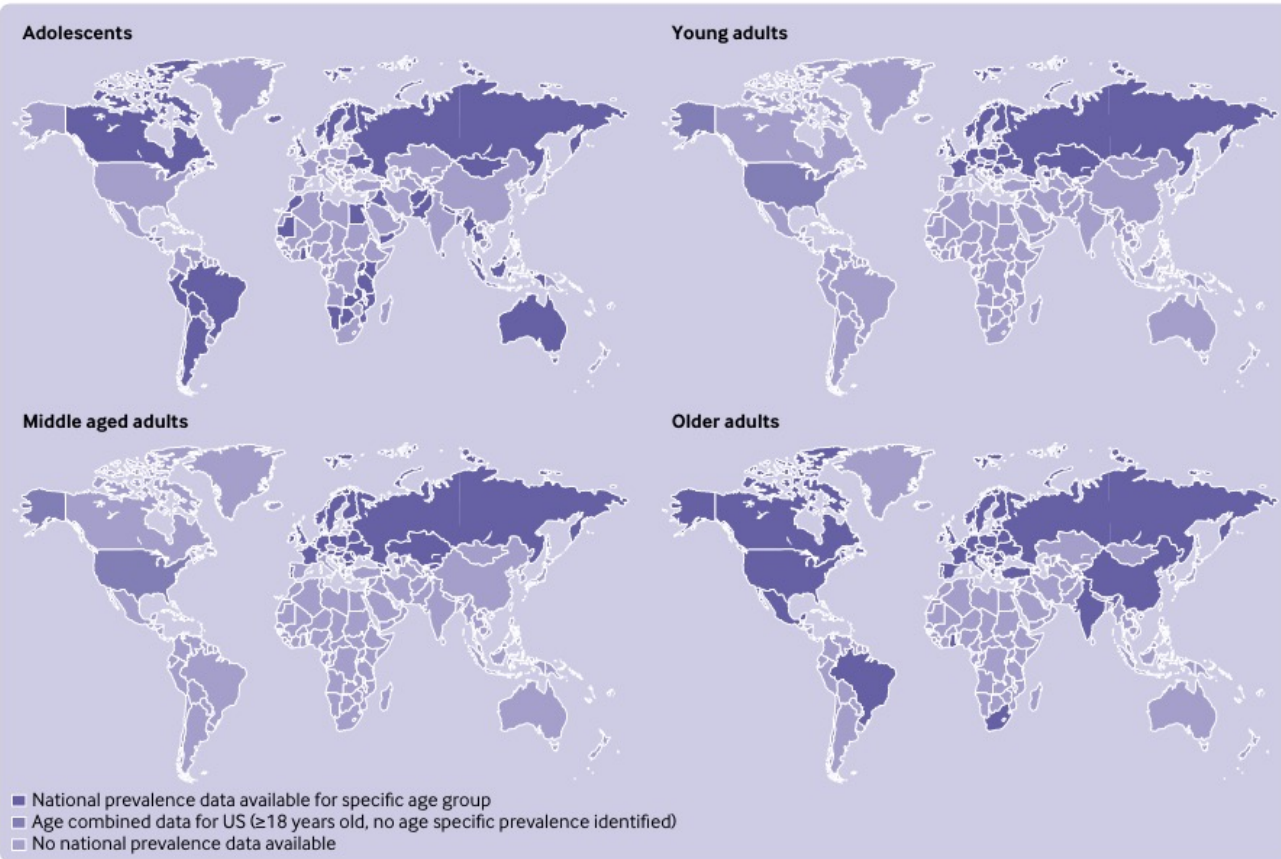 Adolescents
Young adults
Middle aged adults
Older adults
National prevalence data available for specific age group
Age combined data for US (≥18 years old, no age specific prevalence identified)
No national prevalence data available